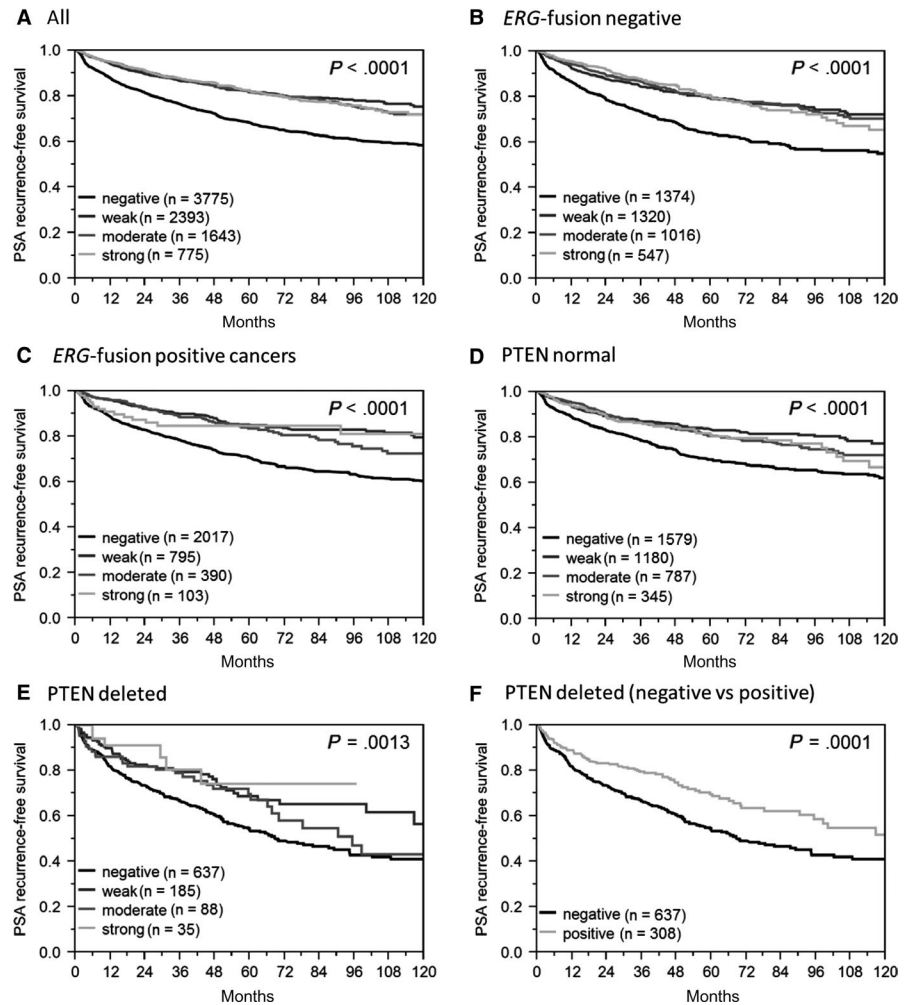 A All
P < .0001
PSA recurrence-free survival
1.0
0.8
0.6
0.4
0.2
0.0
negative (n = 3775)
weak (n = 2393)
moderate (n = 1643)
strong (n = 775)
0 12 24 36 48 60 72 84 96 108 120
Months
B ERG-fusion negative
P < .0001
PSA recurrence-free survival
1.0
0.8
0.6
0.4
0.2
0.0
negative (n = 1374)
weak (n = 1320)
moderate (n = 1016)
strong (n = 547)
0 12 24 36 48 60 72 84 96 108 120
Months
C ERG-fusion positive cancers
P < .0001
PSA recurrence-free survival
1.0
0.8
0.6
0.4
0.2
0.0
negative (n = 2017)
weak (n = 795)
moderate (n = 390)
strong (n = 103)
0 12 24 36 48 60 72 84 96 108 120
Months
D PTEN normal
P < .0001
PSA recurrence-free survival
1.0
0.8
0.6
0.4
0.2
0.0
negative (n = 1579)
weak (n = 1180)
moderate (n = 787)
strong (n = 345)
0 12 24 36 48 60 72 84 96 108 120
Months
E PTEN deleted
P = .0013
PSA recurrence-free survival
1.0
0.8
0.6
0.4
0.2
0.0
negative (n = 637)
weak (n = 185)
moderate (n = 88)
strong (n = 35)
0 12 24 36 48 60 72 84 96 108 120
Months
F PTEN deleted (negative vs positive)
P = .0001
PSA recurrence-free survival
1.0
0.8
0.6
0.4
0.2
0.0
negative (n = 637)
positive (n = 308)
0 12 24 36 48 60 72 84 96 108 120
Months